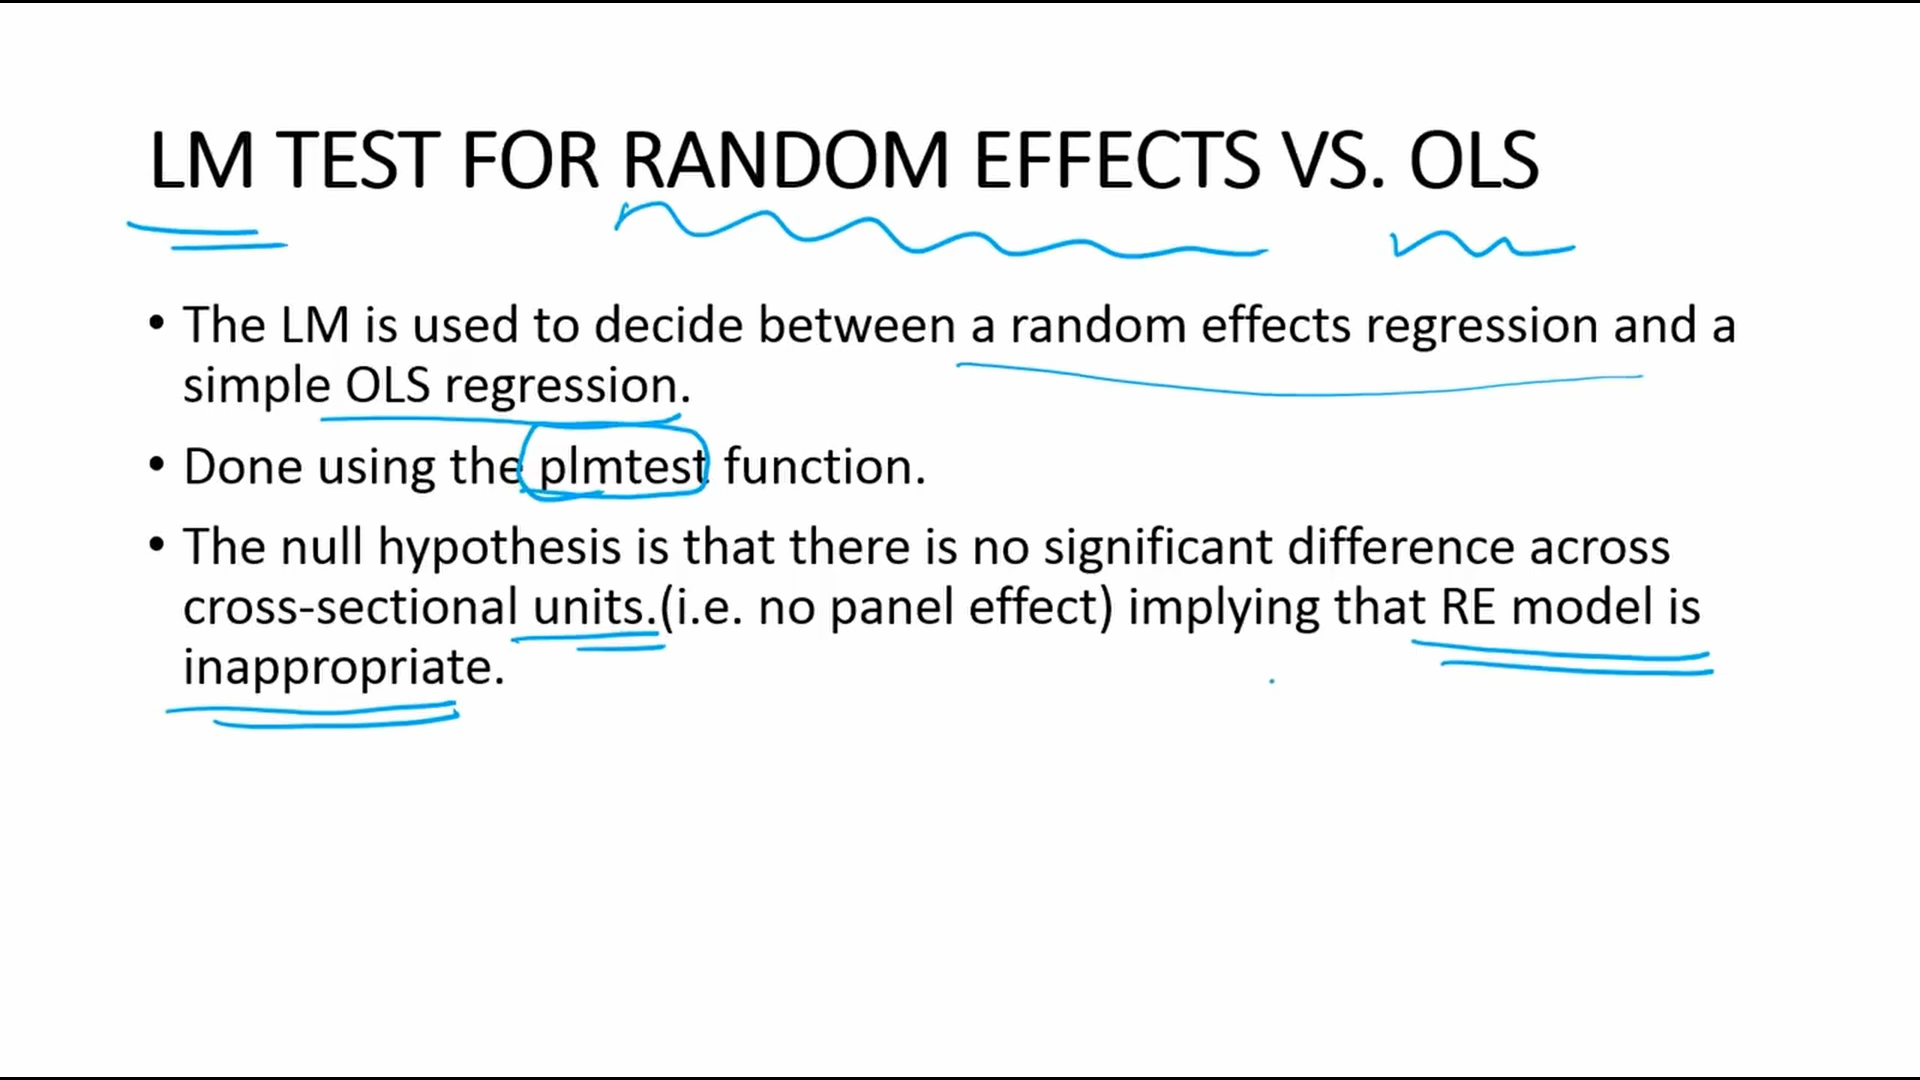 LM TEST FOR RANDOM EFFECTS VS. OLS
• The LM is used to decide between a random effects regression and a
simple OLS regression.
• Done using the plmtest function.
• The null hypothesis is that there is no significant difference across
cross-sectional units.(i.e. no panel effect) implying that RE model is
inappropriate.